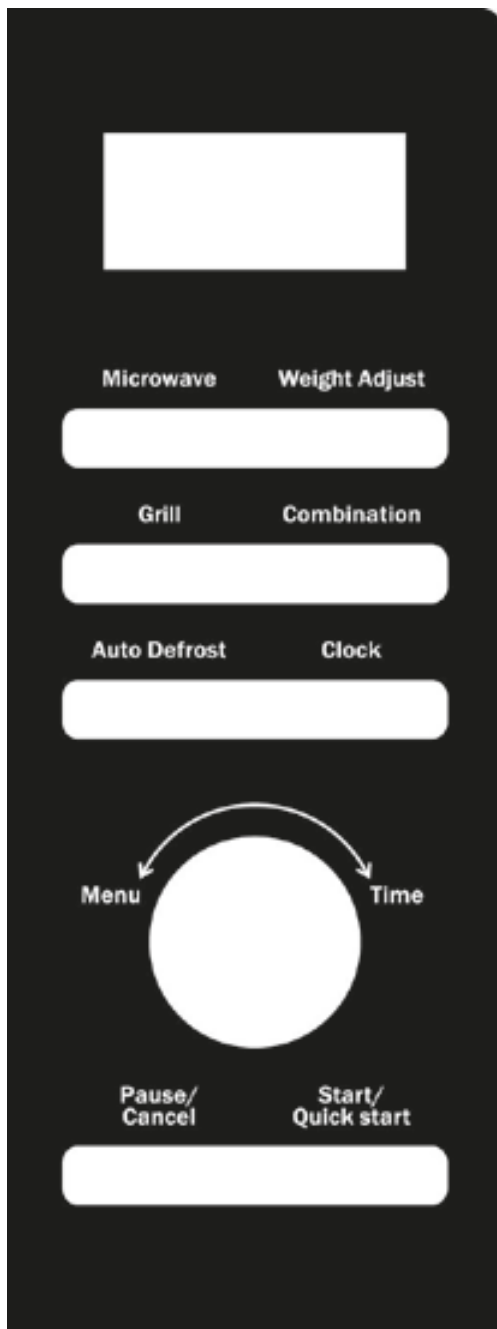 Microwave Weight Adjust
Grill Combination
Auto Defrost Clock
Menu Time
Pause/ Start/
Cancel Quick start